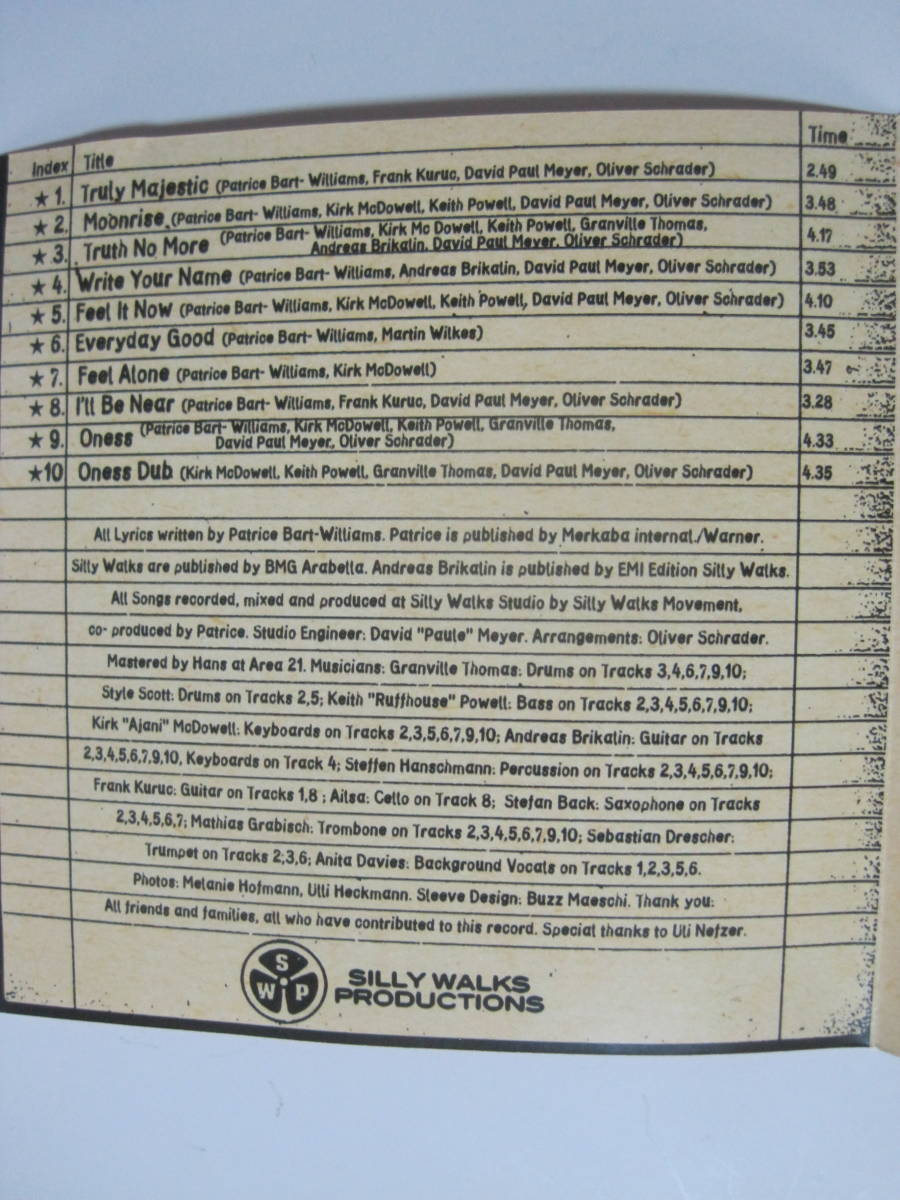 Index Title Time
★ 1. Truly Majestic (Patrice Bart- Williams, Frank Kuruc, David Paul Meyer, Oliver Schrader) 2.49
★ 2. Moonrise (Patrice Bart- Williams, Kirk McDowell, Keith Powell, David Paul Meyer, Oliver Schrader) 3.48
★ 3. Truth No More (Patrice Bart- Williams, Kirk Mc Dowell, Keith Powell, Granville Thomas, 4.17
Andreas Brikalin, David Paul Meyer, Oliver Schrader)
★ 4. Write Your Name (Patrice Bart- Williams, Andreas Brikalin, David Paul Meyer, Oliver Schrader) 3.53
★ 5. Feel It Now (Patrice Bart- Williams, Kirk McDowell, Keith Powell, David Paul Meyer, Oliver Schrader) 4.10
★ 6. Everyday Good (Patrice Bart- Williams, Martin Wilkes) 3.45
★ 7. Feel Alone (Patrice Bart- Williams, Kirk McDowell) 3.47
★ 8. I'll Be Near (Patrice Bart- Williams, Frank Kuruc, David Paul Meyer, Oliver Schrader) 3.28
★ 9. Oness (Patrice Bart- Williams, Kirk McDowell, Keith Powell, Granville Thomas, 4.33
David Paul Meyer, Oliver Schrader)
★10 Oness Dub (Kirk McDowell, Keith Powell, Granville Thomas, David Paul Meyer, Oliver Schrader) 4.35
All Lyrics written by Patrice Bart-Williams. Patrice is published by Merkaba internat./Warner.
Silly Walks are published by BMG Arabella. Andreas Brikalin is published by EMI Edition Silly Walks.
All Songs recorded, mixed and produced at Silly Walks Studio by Silly Walks Movement,
co- produced by Patrice. Studio Engineer: David "Paule" Meyer. Arrangements: Oliver Schrader.
Mastered by Hans at Area 21. Musicians: Granville Thomas: Drums on Tracks 3,4,6,7,9,10;
Style Scott: Drums on Tracks 2,5; Keith "Ruffhouse" Powell: Bass on Tracks 2,3,4,5,6,7,9,10;
Kirk "Ajani" McDowell: Keyboards on Tracks 2,3,5,6,7,9,10; Andreas Brikalin: Guitar on Tracks
2,3,4,5,6,7,9,10, Keyboards on Track 4; Steffen Hanschmann: Percussion on Tracks 2,3,4,5,6,7,9,10;
Frank Kuruc: Guitar on Tracks 1,8 ; Ailsa: Cello on Track 8; Stefan Back: Saxophone on Tracks
2,3,4,5,6,7; Mathias Grabisch: Trombone on Tracks 2,3,4,5,6,7,9,10; Sebastian Drescher:
Trumpet on Tracks 2;3,6; Anita Davies: Background Vocals on Tracks 1,2,3,5,6.
Photos: Melanie Hofmann, Ulli Heckmann. Sleeve Design: Buzz Maeschi. Thank you:
All friends and families, all who have contributed to this record. Special thanks to Uli Nefzer.
S W P
SILLY WALKS
PRODUCTIONS